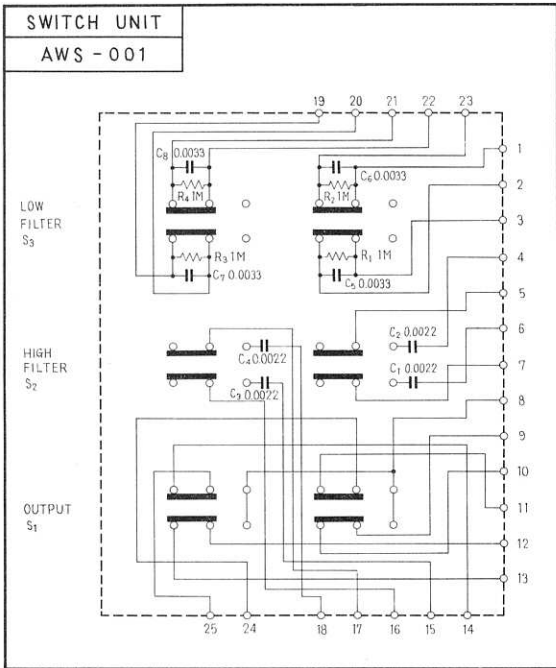 SWITCH UNIT
AWS - 001
19 20 21 22 23
C8 0.0033
C6 0.0033
1
R4 1M
R2 1M
2
LOW
FILTER
S3
3
R3 1M
R1 1M
4
C7 0.0033
C5 0.0033
5
C2 0.0022
6
HIGH
FILTER
S2
C4 0.0022
C1 0.0022
7
C3 0.0022
8
9
10
OUTPUT
S1
11
12
13
25 24 18 17 16 15 14